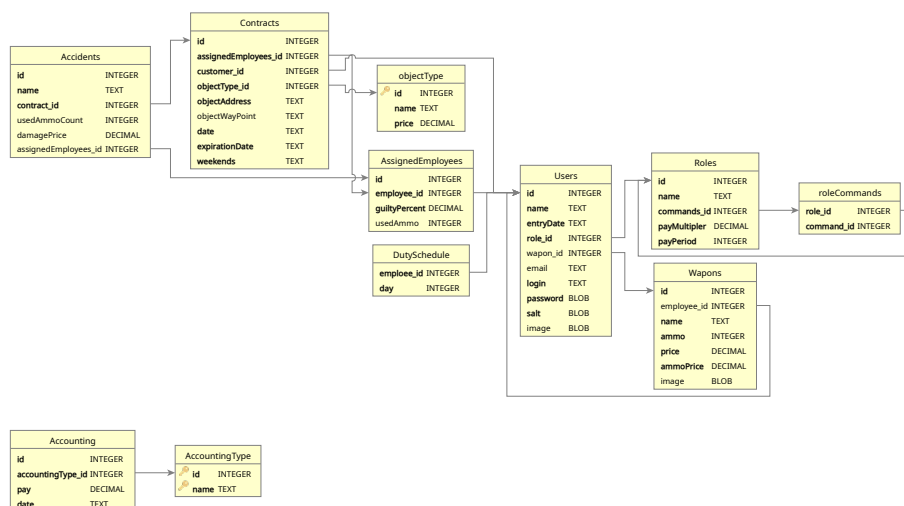 Contracts
id INTEGER
assignedEmployees_id INTEGER
customer_id INTEGER
objectType_id INTEGER
objectAddress TEXT
objectWayPoint TEXT
date TEXT
expirationDate TEXT
weekends TEXT
Accidents
id INTEGER
name TEXT
contract_id INTEGER
usedAmmoCount INTEGER
damagePrice DECIMAL
assignedEmployees_id INTEGER
objectType
id INTEGER
name TEXT
price DECIMAL
AssignedEmployees
id INTEGER
employee_id INTEGER
guiltyPercent DECIMAL
usedAmmo INTEGER
DutySchedule
emploee_id INTEGER
day INTEGER
Users
id INTEGER
name TEXT
entryDate TEXT
role_id INTEGER
wapon_id INTEGER
email TEXT
login TEXT
password BLOB
salt BLOB
image BLOB
Roles
id INTEGER
name TEXT
commands_id INTEGER
payMultipler DECIMAL
payPeriod INTEGER
roleCommands
role_id INTEGER
command_id INTEGER
Wapons
id INTEGER
employee_id INTEGER
name TEXT
ammo INTEGER
price DECIMAL
ammoPrice DECIMAL
image BLOB
Accounting
id INTEGER
accountingType_id INTEGER
pay DECIMAL
date TEXT
AccountingType
id INTEGER
name TEXT